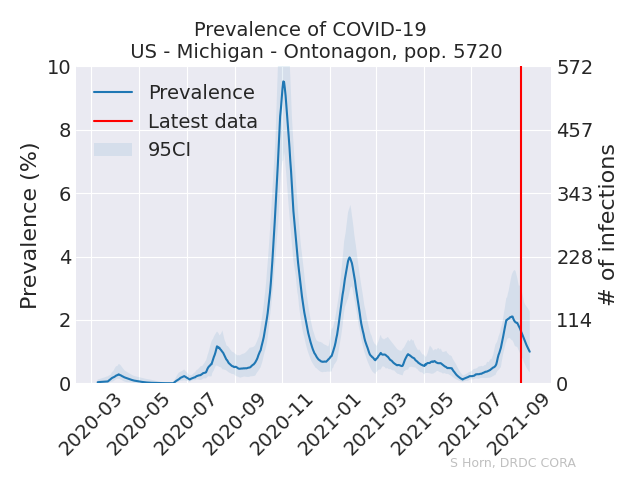 Prevalence of COVID-19
US - Michigan - Ontonagon, pop. 5720
Prevalence (%)
10
8
6
4
2
0
Prevalence
Latest data
95CI
572
457
343
228
114
0
# of infections
2020-03
2020-05
2020-07
2020-09
2020-11
2021-01
2021-03
2021-05
2021-07
2021-09
S Horn, DRDC CORA